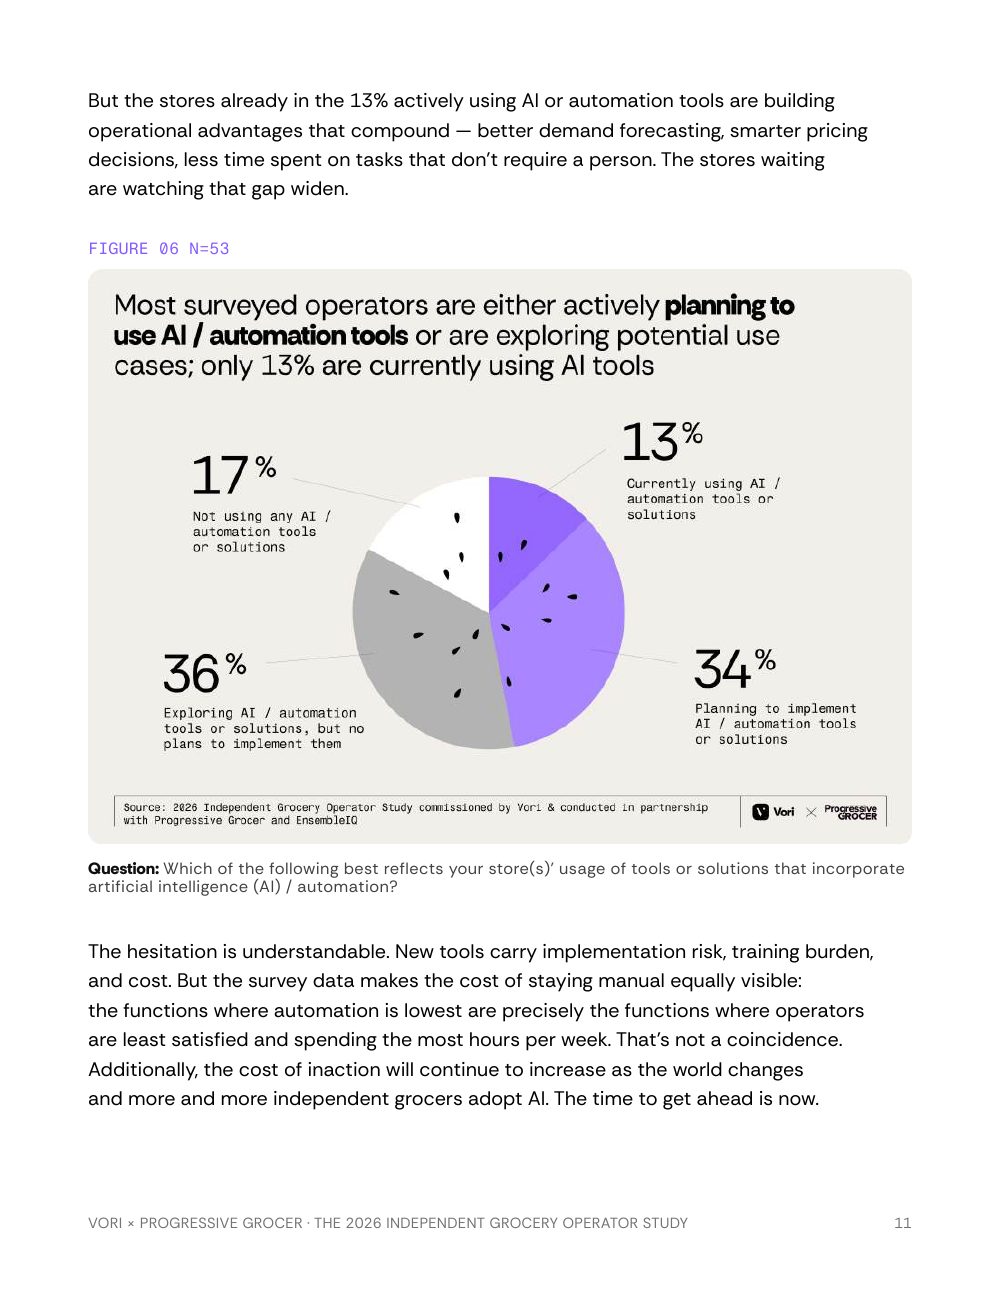 But the stores already in the 13% actively using AI or automation tools are building
operational advantages that compound — better demand forecasting, smarter pricing
decisions, less time spent on tasks that don't require a person. The stores waiting
are watching that gap widen.
FIGURE 06 N=53
Most surveyed operators are either actively planning to
use AI / automation tools or are exploring potential use
cases; only 13% are currently using AI tools
13%
Currently using AI /
automation tools or
solutions
17%
Not using any AI /
automation tools
or solutions
36%
Exploring AI / automation
tools or solutions, but no
plans to implement them
34%
Planning to implement
AI / automation tools
or solutions
Source: 2026 Independent Grocery Operator Study commissioned by Vori & conducted in partnership
with Progressive Grocer and EnsembleIQ
Vori × Progressive
GROCER
Question: Which of the following best reflects your store(s)' usage of tools or solutions that incorporate
artificial intelligence (AI) / automation?
The hesitation is understandable. New tools carry implementation risk, training burden,
and cost. But the survey data makes the cost of staying manual equally visible:
the functions where automation is lowest are precisely the functions where operators
are least satisfied and spending the most hours per week. That's not a coincidence.
Additionally, the cost of inaction will continue to increase as the world changes
and more and more independent grocers adopt AI. The time to get ahead is now.
VORI × PROGRESSIVE GROCER · THE 2026 INDEPENDENT GROCERY OPERATOR STUDY
11